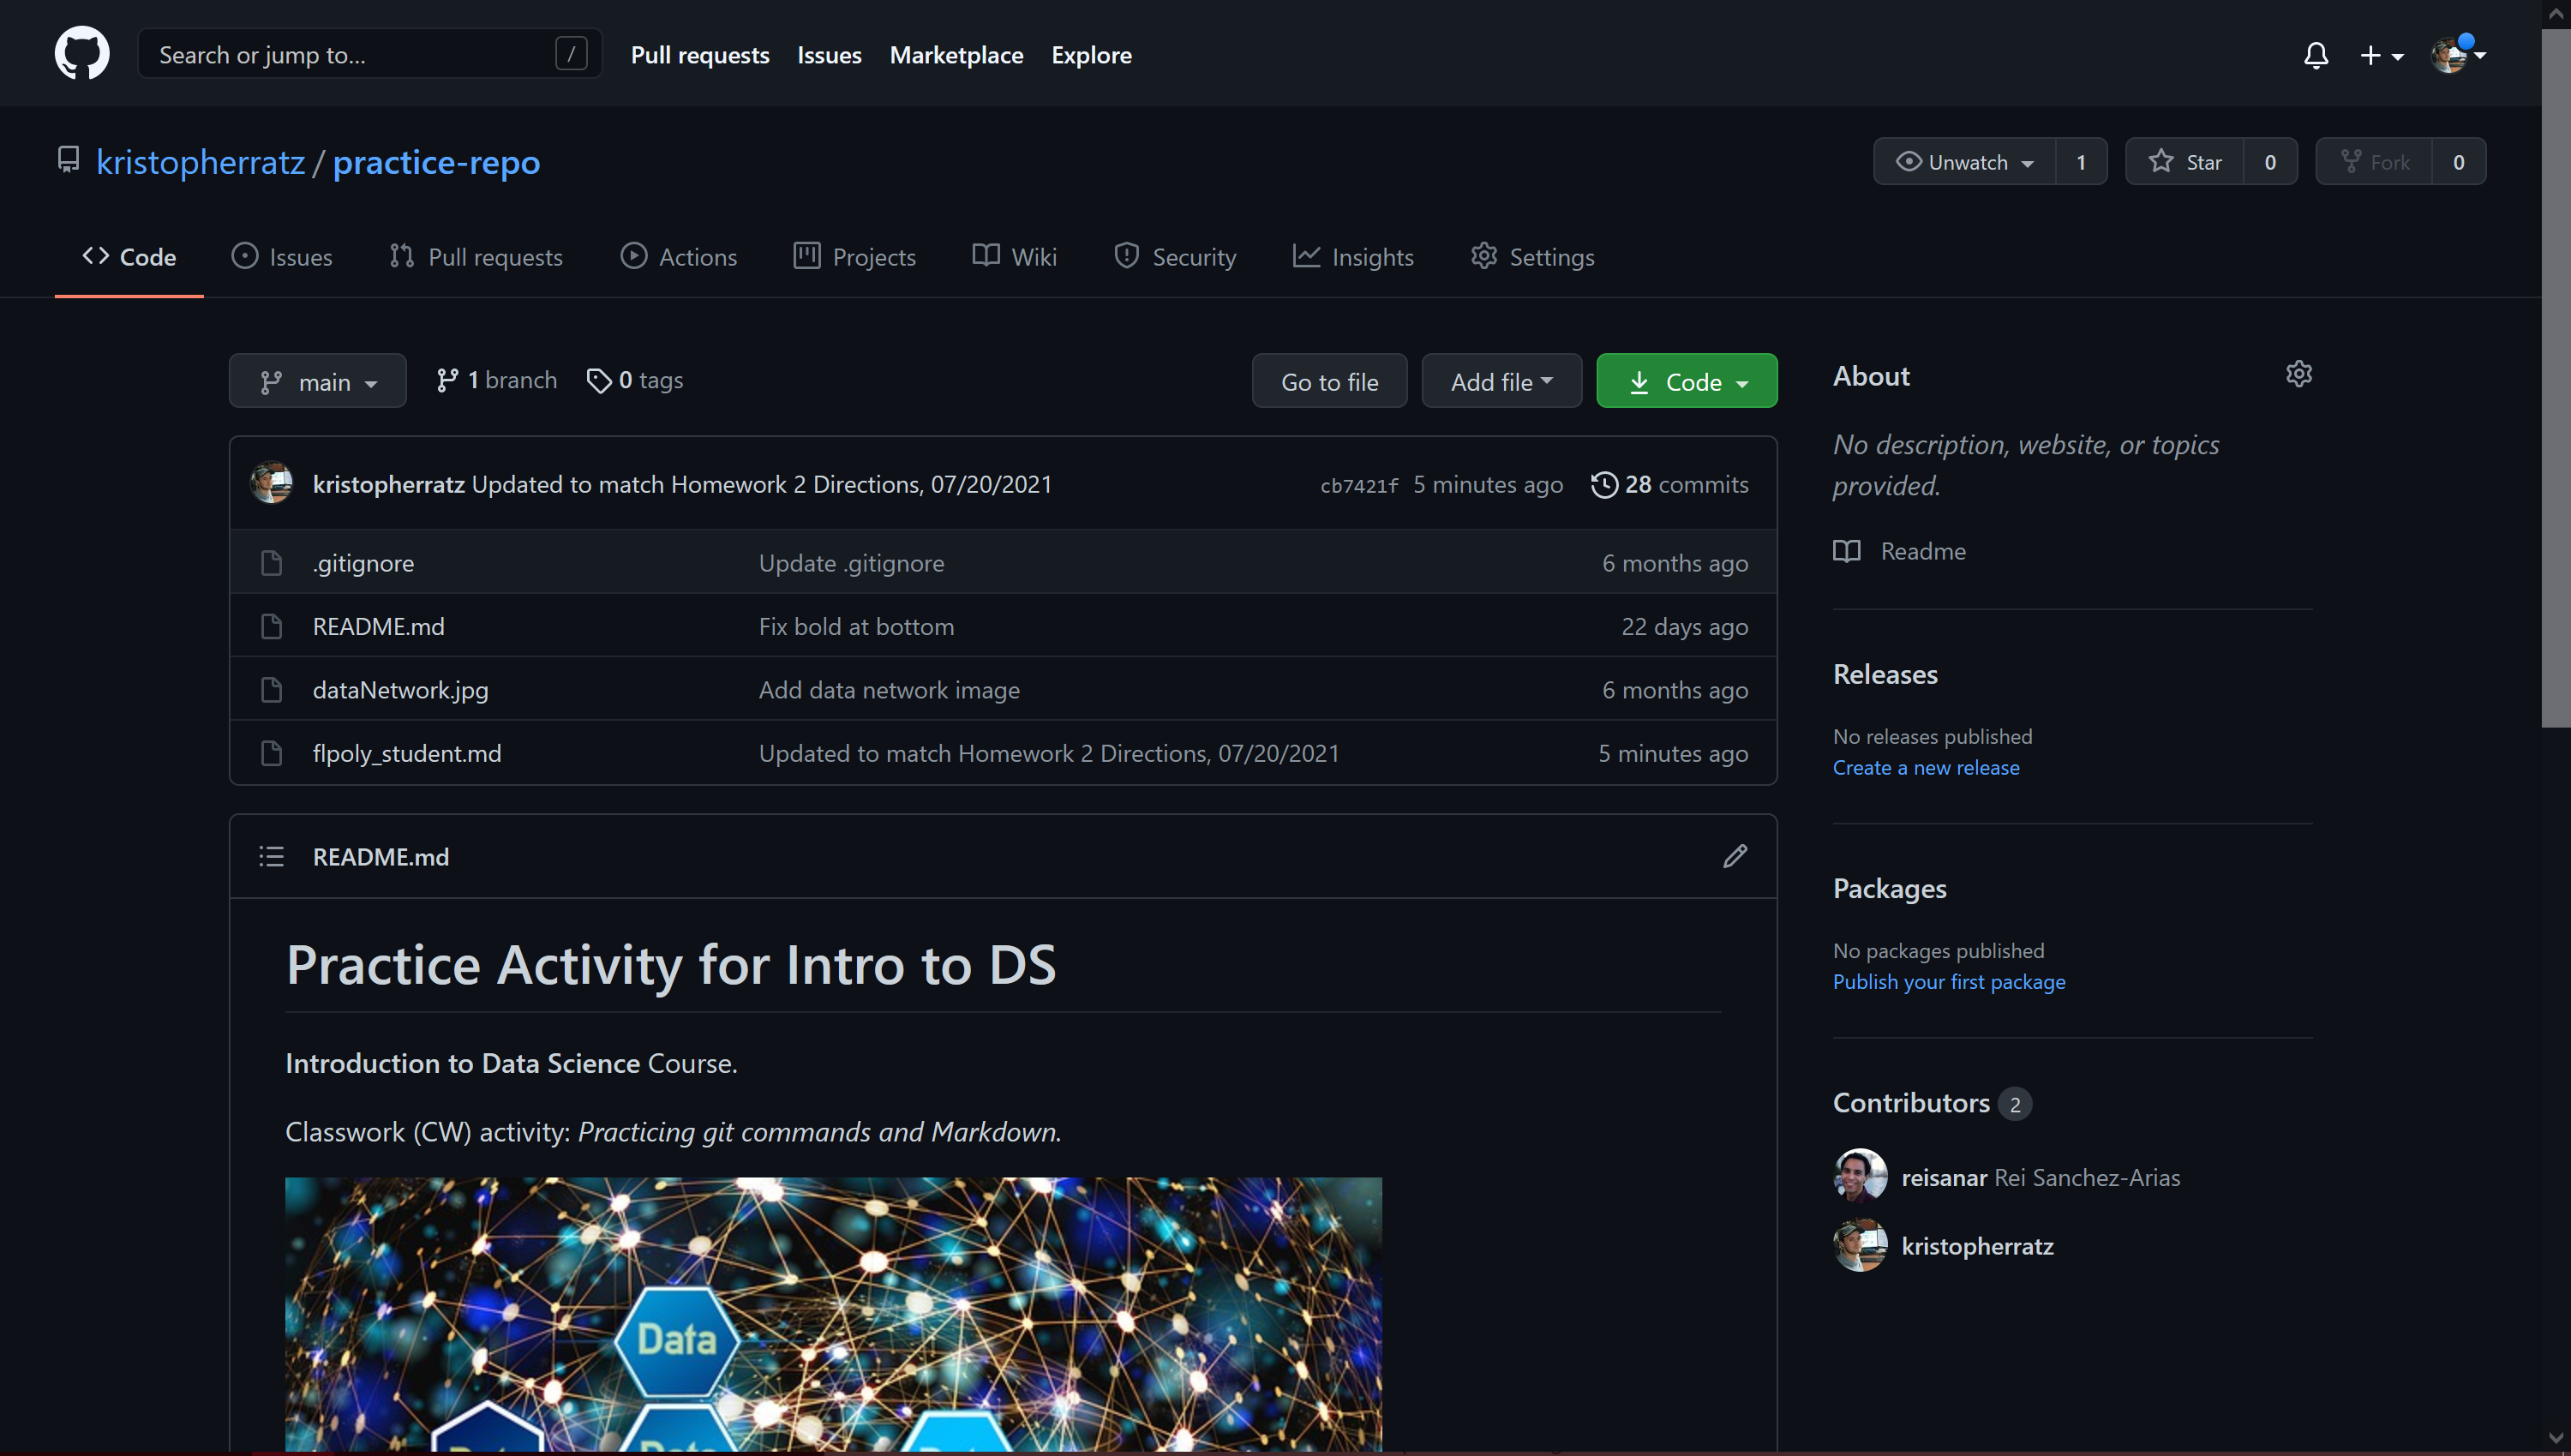 Search or jump to... /
Pull requests Issues Marketplace Explore
kristopherratz / practice-repo
Unwatch 1 Star 0 Fork 0
Code Issues Pull requests Actions Projects Wiki Security Insights Settings
main 1 branch 0 tags Go to file Add file Code
kristopherratz Updated to match Homework 2 Directions, 07/20/2021 cb7421f 5 minutes ago 28 commits
.gitignore Update .gitignore 6 months ago
README.md Fix bold at bottom 22 days ago
dataNetwork.jpg Add data network image 6 months ago
flpoly_student.md Updated to match Homework 2 Directions, 07/20/2021 5 minutes ago
README.md
Practice Activity for Intro to DS
Introduction to Data Science Course.
Classwork (CW) activity: Practicing git commands and Markdown.
Data
About
No description, website, or topics
provided.
Readme
Releases
No releases published
Create a new release
Packages
No packages published
Publish your first package
Contributors 2
reisanar Rei Sanchez-Arias
kristopherratz